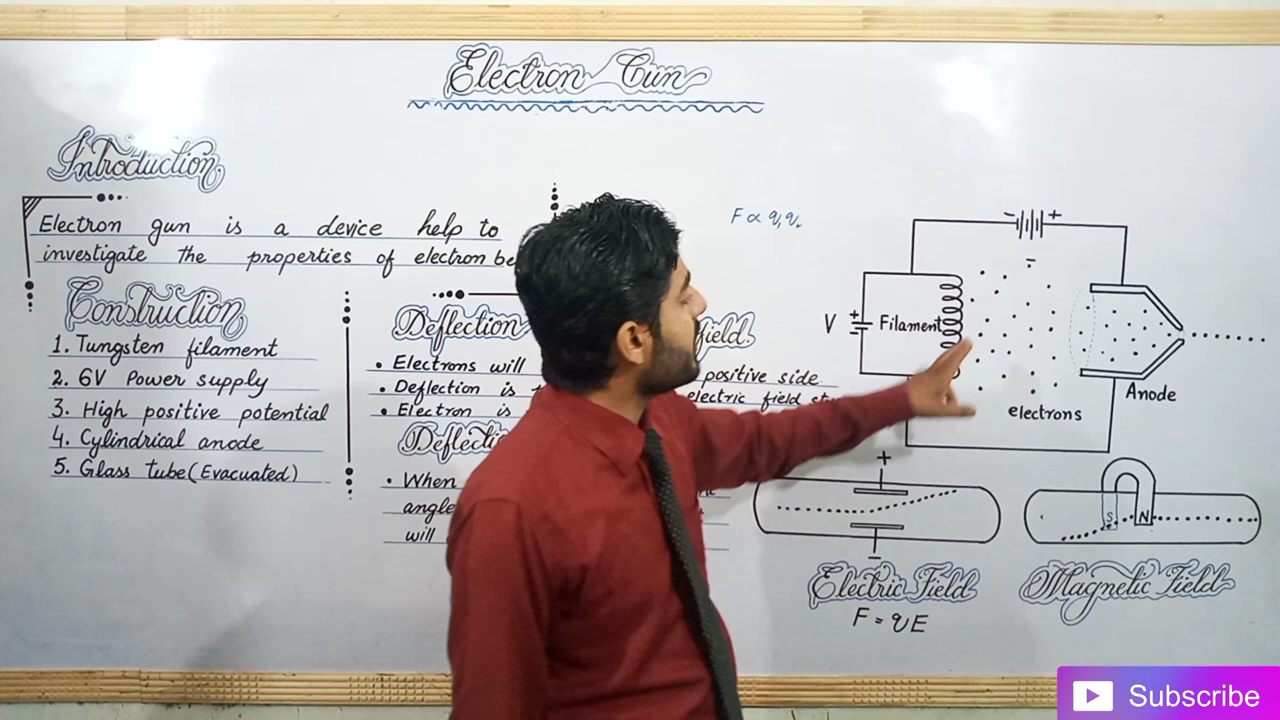 Electron Gun
Introduction
Electron gun is a device help to
investigate the properties of electron be
Construction
1. Tungsten filament
2. 6V Power supply
3. High positive potential
4. Cylindrical anode
5. Glass tube (Evacuated)
Deflection field.
• Electrons will positive side
• Deflection is electric field
• Electron is
• When
angle
will
F ∝ q₁q₂
- +
-
V + Filament
electrons
Anode
+
-
Electric Field
F = qE
S N
Magnetic Field
Subscribe